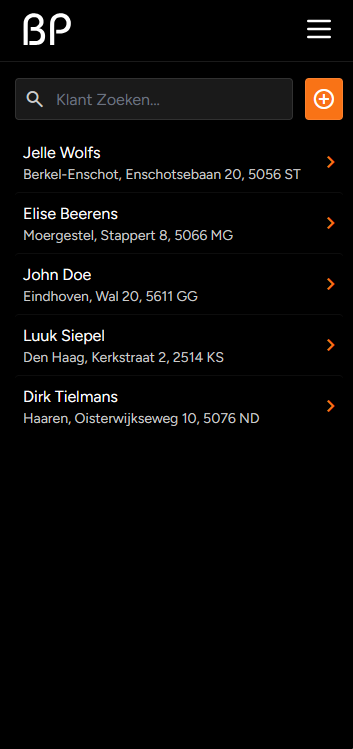 BP
Klant Zoeken...
Jelle Wolfs
Berkel-Enschot, Enschotsebaan 20, 5056 ST
Elise Beerens
Moergestel, Stappert 8, 5066 MG
John Doe
Eindhoven, Wal 20, 5611 GG
Luuk Siepel
Den Haag, Kerkstraat 2, 2514 KS
Dirk Tielmans
Haaren, Oisterwijkseweg 10, 5076 ND